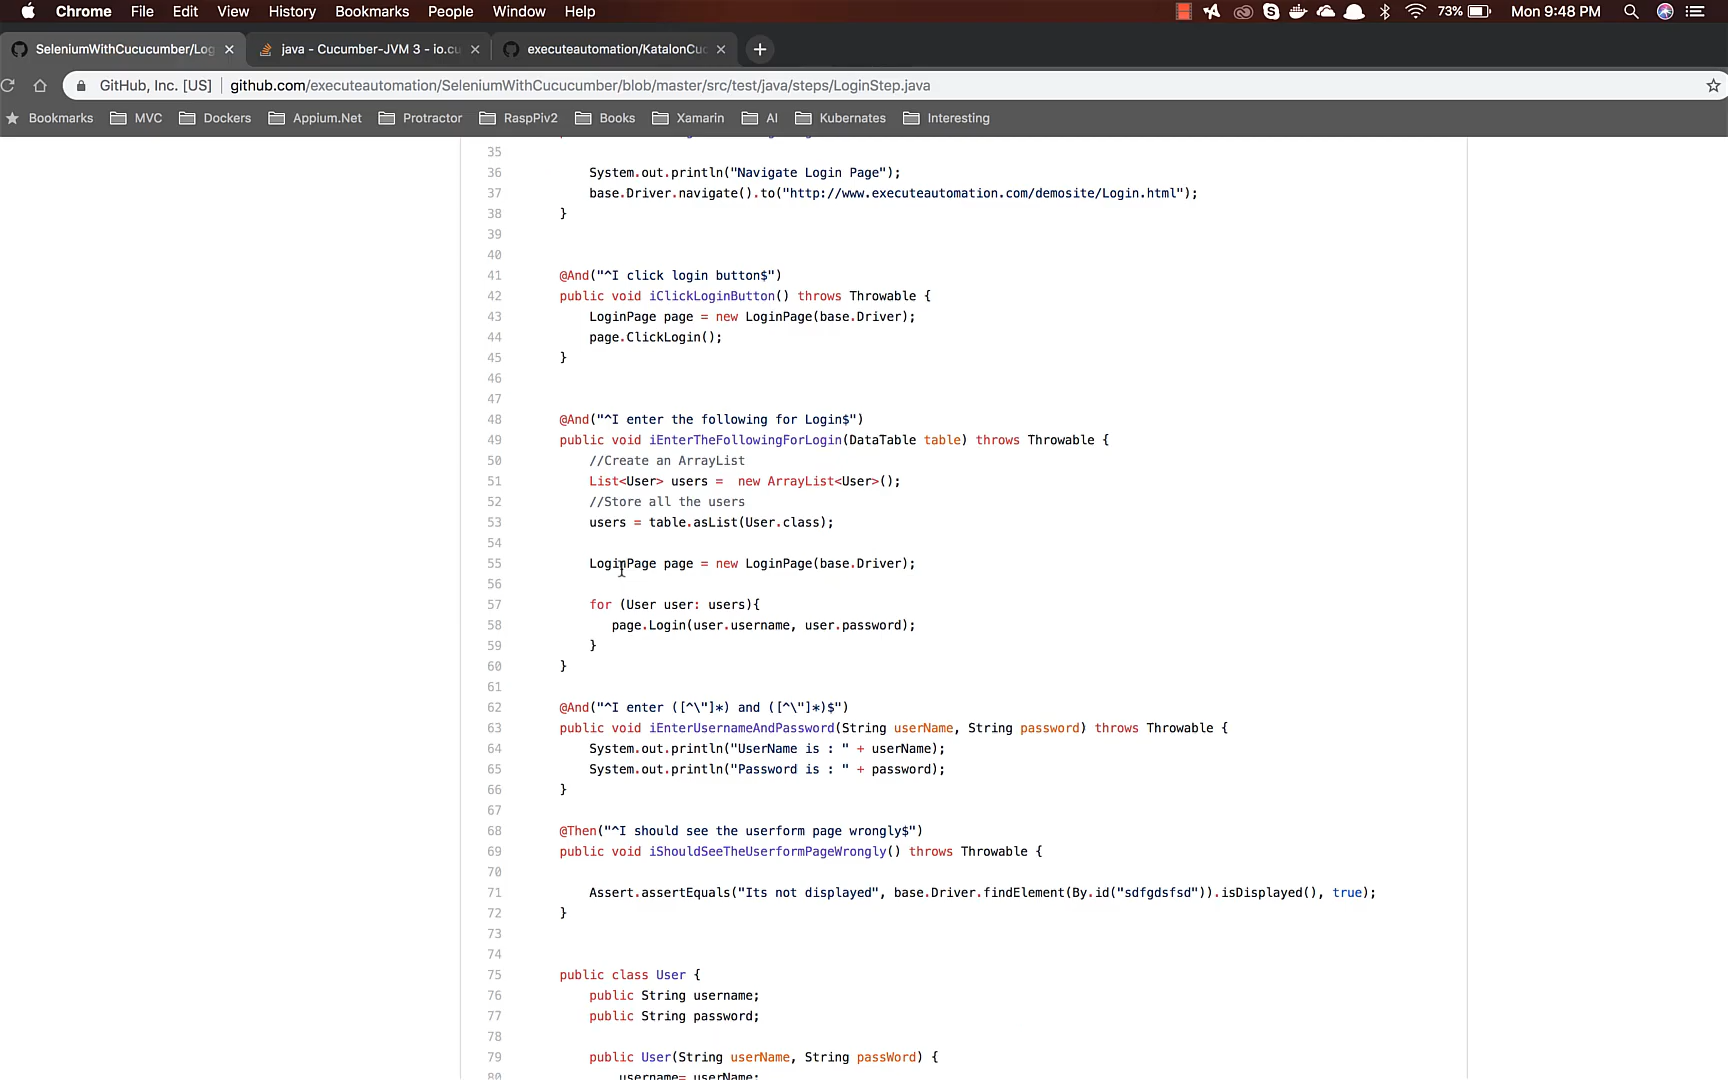 Chrome File Edit View History Bookmarks People Window Help 73% Mon 9:48 PM
SeleniumWithCucucumber/Log java - Cucumber-JVM 3 - io.cu executeautomation/KatalonCuc
GitHub, Inc. [US] github.com/executeautomation/SeleniumWithCucucumber/blob/master/src/test/java/steps/LoginStep.java
Bookmarks MVC Dockers Appium.Net Protractor RaspPiv2 Books Xamarin AI Kubernates Interesting
35
36 System.out.println("Navigate Login Page");
37 base.Driver.navigate().to("http://www.executeautomation.com/demosite/Login.html");
38 }
39
40
41 @And("^I click login button$")
42 public void iClickLoginButton() throws Throwable {
43 LoginPage page = new LoginPage(base.Driver);
44 page.ClickLogin();
45 }
46
47
48 @And("^I enter the following for Login$")
49 public void iEnterTheFollowingForLogin(DataTable table) throws Throwable {
50 //Create an ArrayList
51 List<User> users = new ArrayList<User>();
52 //Store all the users
53 users = table.asList(User.class);
54
55 LoginPage page = new LoginPage(base.Driver);
56
57 for (User user: users){
58 page.Login(user.username, user.password);
59 }
60 }
61
62 @And("^I enter ([^\"]*) and ([^\"]*)$")
63 public void iEnterUsernameAndPassword(String userName, String password) throws Throwable {
64 System.out.println("UserName is : " + userName);
65 System.out.println("Password is : " + password);
66 }
67
68 @Then("^I should see the userform page wrongly$")
69 public void iShouldSeeTheUserformPageWrongly() throws Throwable {
70
71 Assert.assertEquals("Its not displayed", base.Driver.findElement(By.id("sdfgdsfsd")).isDisplayed(), true);
72 }
73
74
75 public class User {
76 public String username;
77 public String password;
78
79 public User(String userName, String passWord) {
80 username= userName;